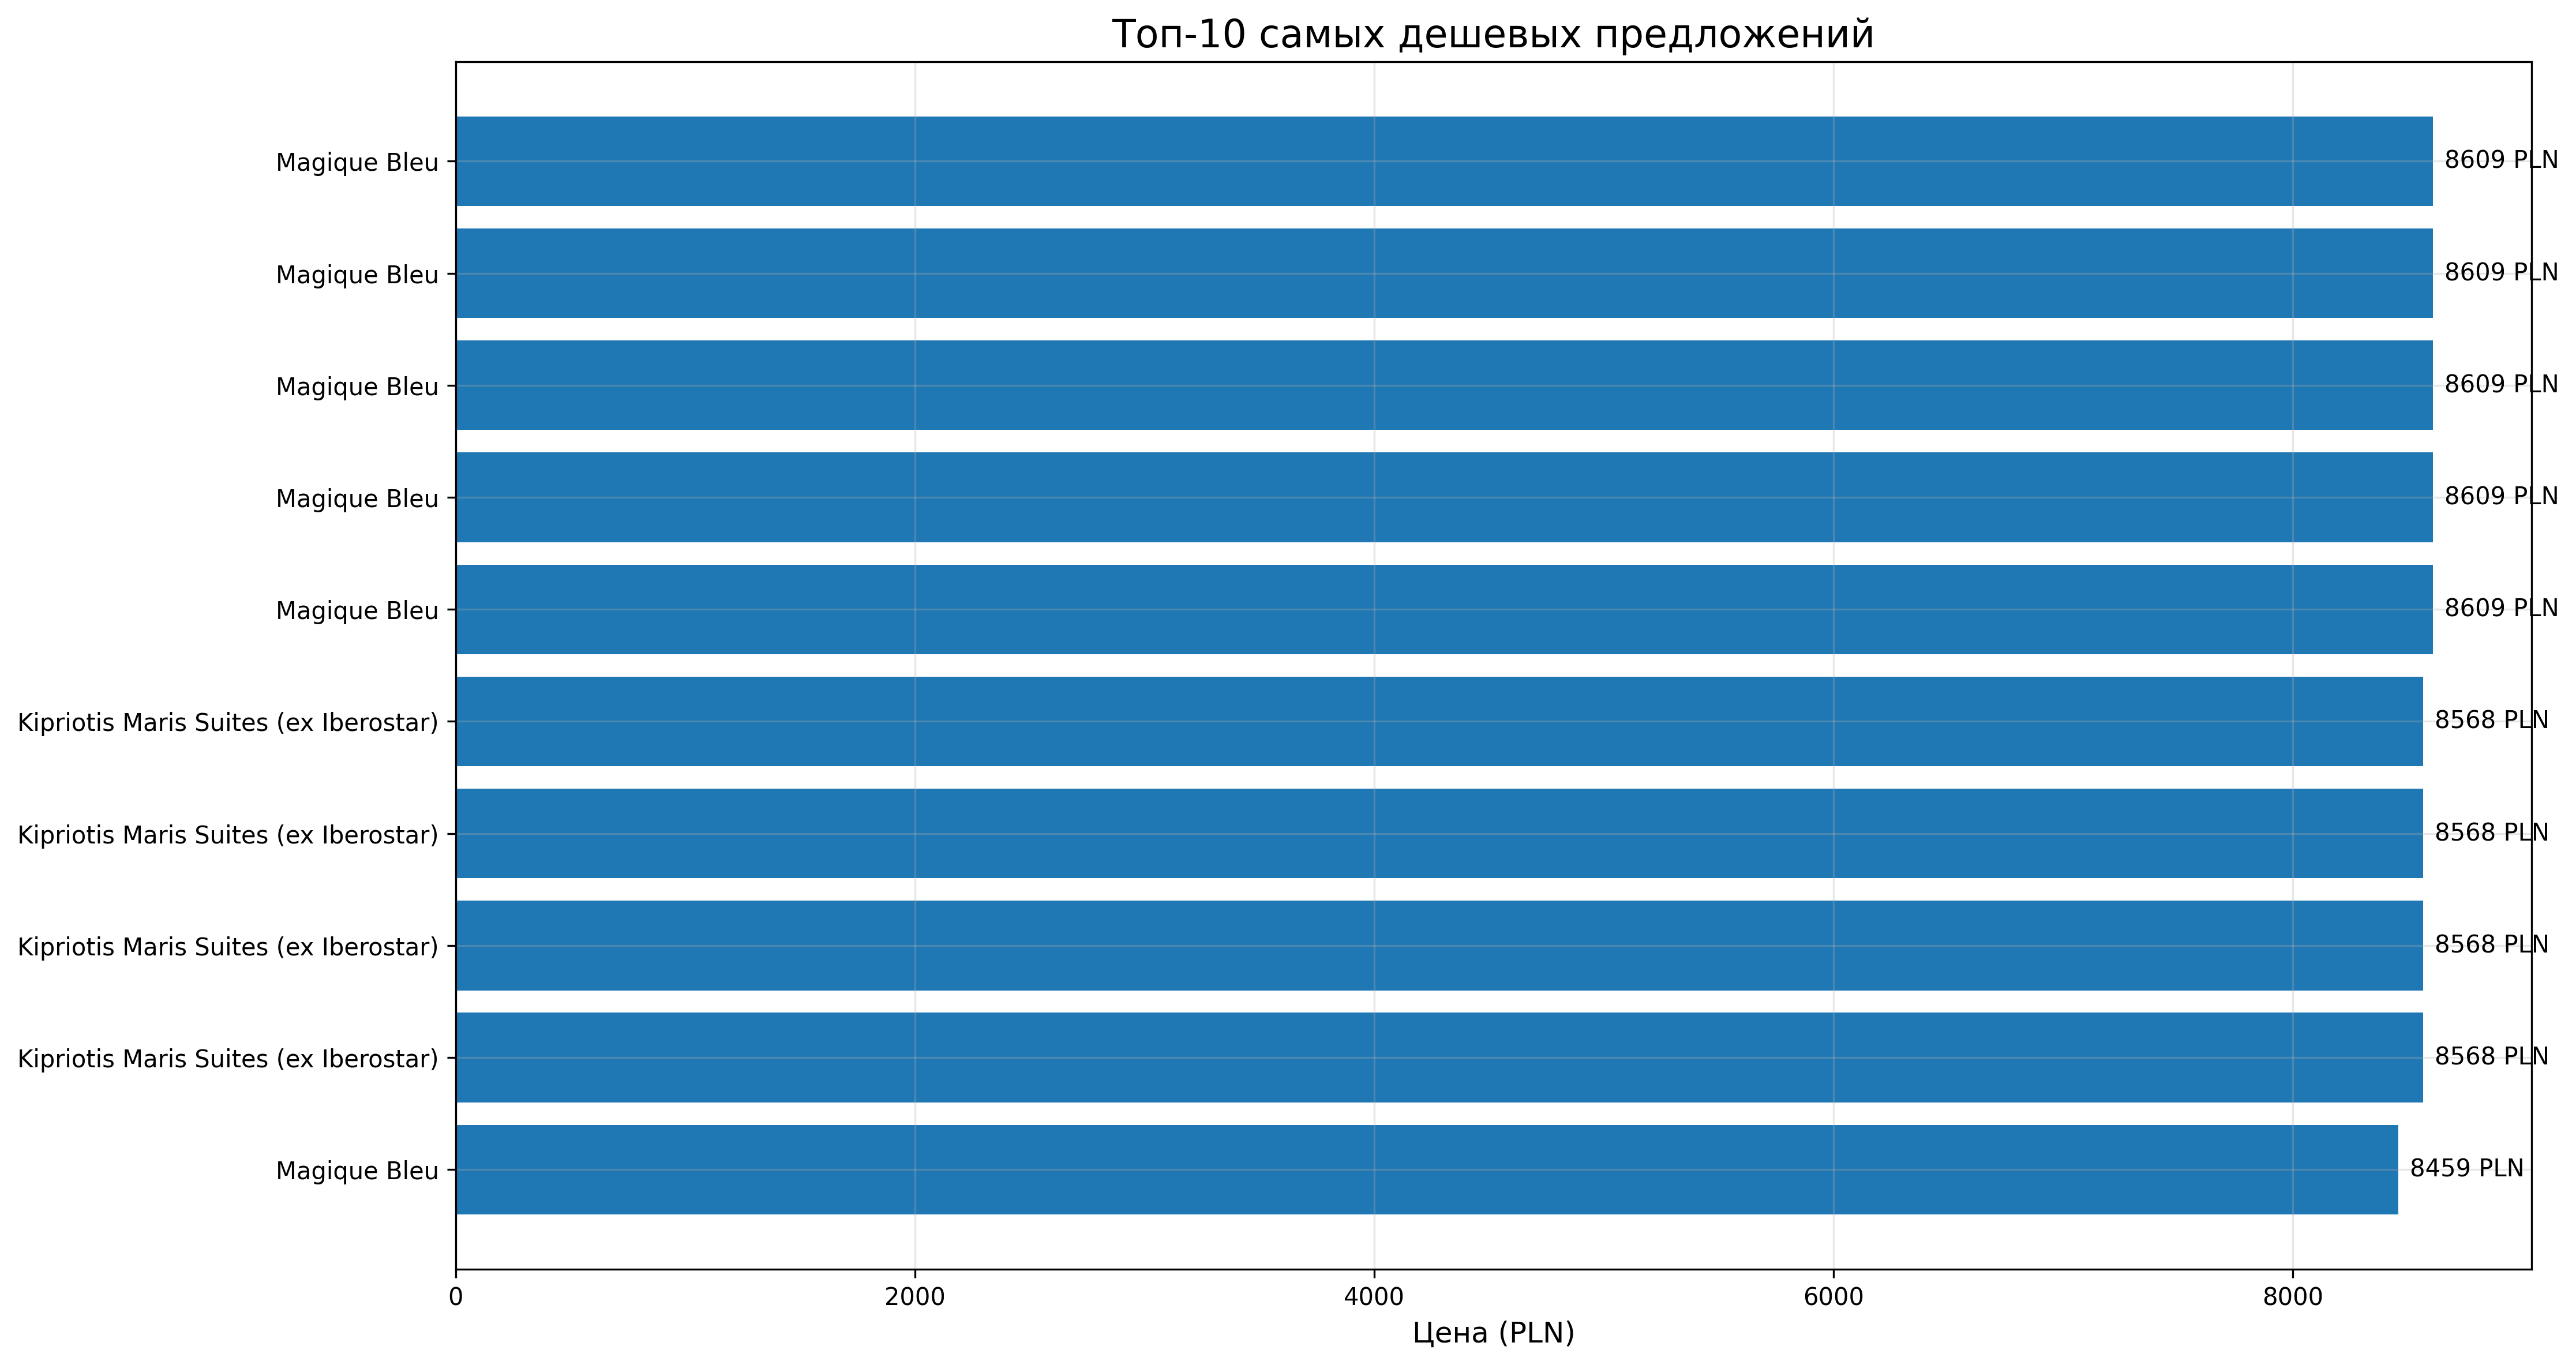 Топ-10 самых дешевых предложений
Magique Bleu
8609 PLN
Magique Bleu
8609 PLN
Magique Bleu
8609 PLN
Magique Bleu
8609 PLN
Magique Bleu
8609 PLN
Kipriotis Maris Suites (ex Iberostar)
8568 PLN
Kipriotis Maris Suites (ex Iberostar)
8568 PLN
Kipriotis Maris Suites (ex Iberostar)
8568 PLN
Kipriotis Maris Suites (ex Iberostar)
8568 PLN
Magique Bleu
8459 PLN
0 2000 4000 6000 8000
Цена (PLN)